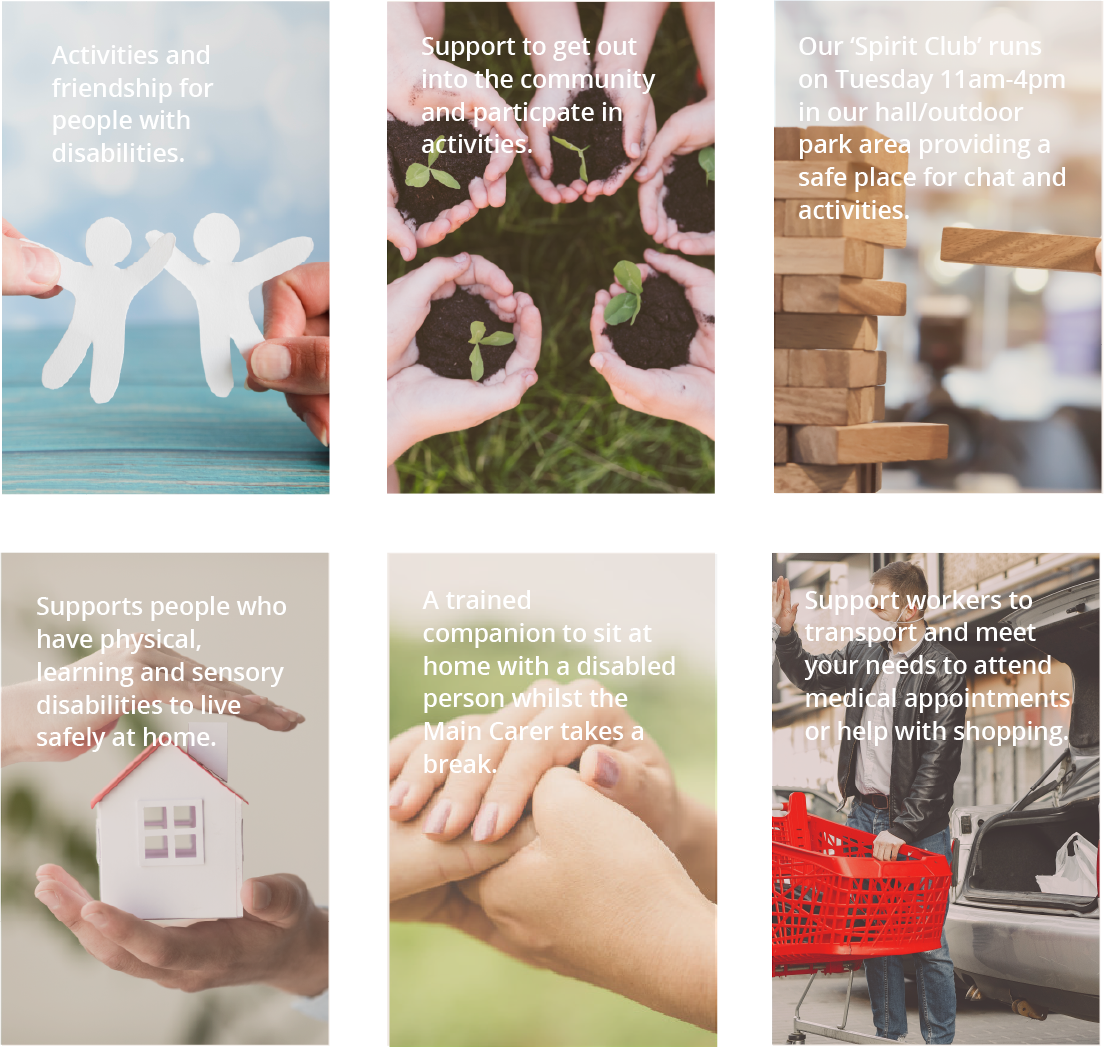 Activities and
friendship for
people with
disabilities.
Support to get out
into the community
and particpate in
activities.
Our ‘Spirit Club’ runs
on Tuesday 11am-4pm
in our hall/outdoor
park area providing a
safe place for chat and
activities.
Supports people who
have physical,
learning and sensory
disabilities to live
safely at home.
A trained
companion to sit at
home with a disabled
person whilst the
Main Carer takes a
break.
Support workers to
transport and meet
your needs to attend
medical appointments
or help with shopping.